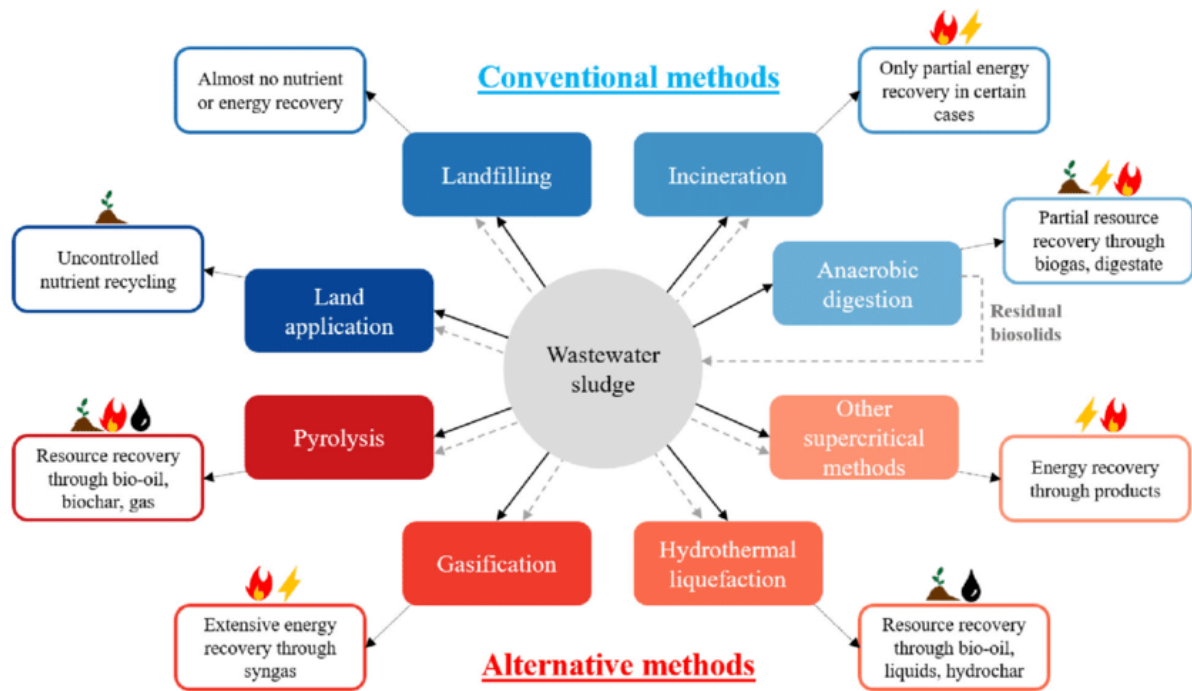 Conventional methods
Almost no nutrient
or energy recovery
Only partial energy
recovery in certain
cases
Landfilling
Incineration
Uncontrolled
nutrient recycling
Land
application
Anaerobic
digestion
Partial resource
recovery through
biogas, digestate
Residual
biosolids
Wastewater
sludge
Pyrolysis
Resource recovery
through bio-oil,
biochar, gas
Other
supercritical
methods
Energy recovery
through products
Gasification
Hydrothermal
liquefaction
Extensive energy
recovery through
syngas
Resource recovery
through bio-oil,
liquids, hydrochar
Alternative methods